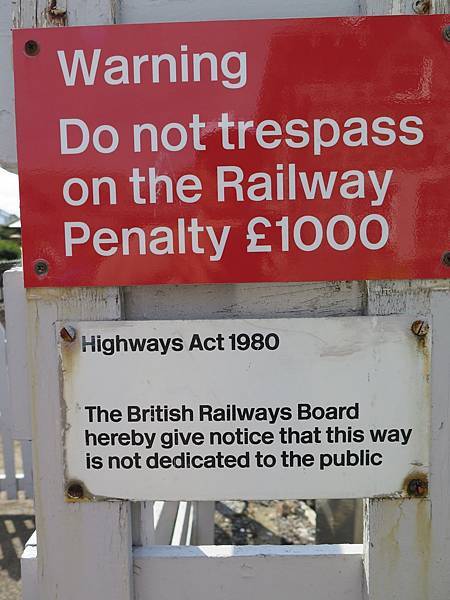 Warning
Do not trespass
on the Railway
Penalty £1000
Highways Act 1980
The British Railways Board
hereby give notice that this way
is not dedicated to the public